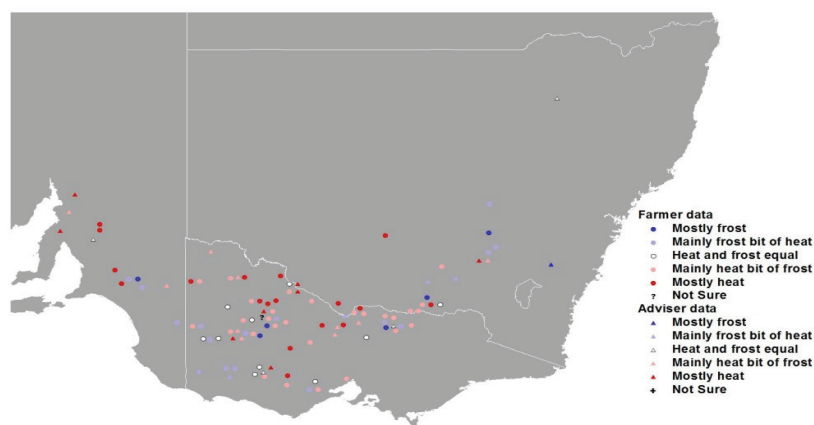 Farmer data
Mostly frost
Mainly frost bit of heat
Heat and frost equal
Mainly heat bit of frost
Mostly heat
? Not Sure
Adviser data
Mostly frost
Mainly frost bit of heat
Heat and frost equal
Mainly heat bit of frost
Mostly heat
Not Sure